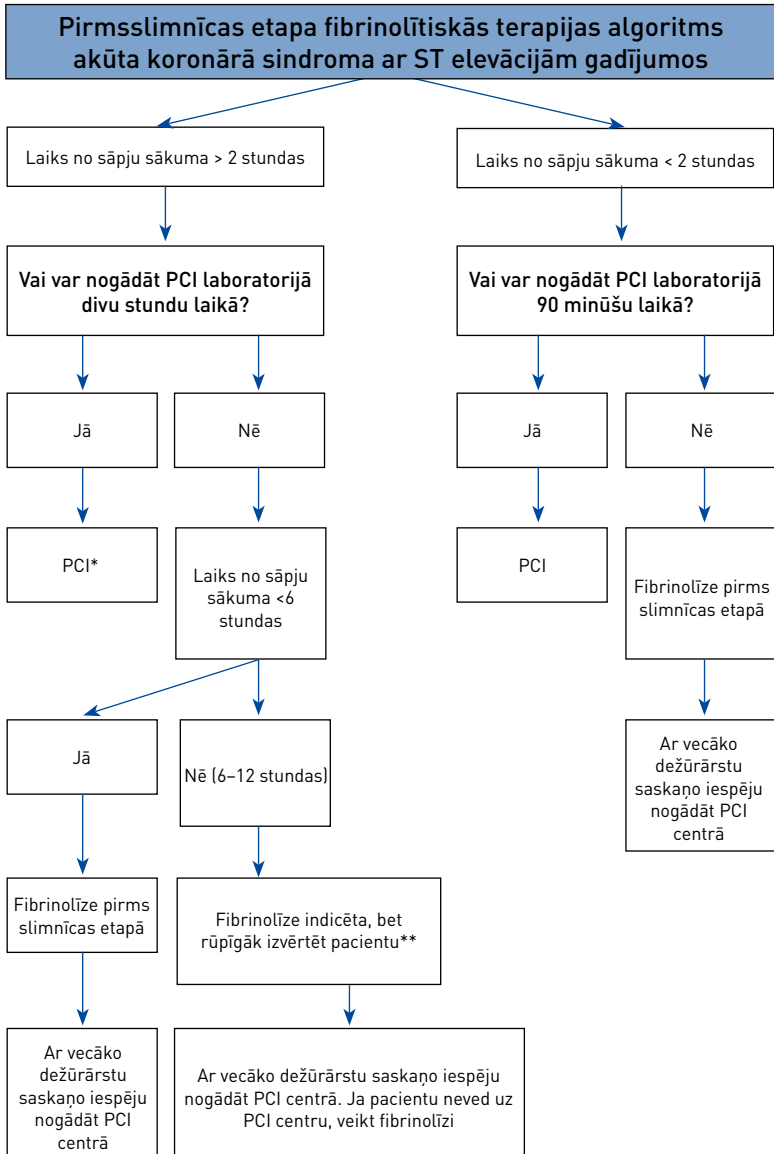 Pirmsslimnīcas etapa fibrinolītiskās terapijas algoritms
akūta koronārā sindroma ar ST elevācijām gadījumos
Laiks no sāpju sākuma > 2 stundas
Laiks no sāpju sākuma < 2 stundas
Vai var nogādāt PCI laboratorijā
divu stundu laikā?
Vai var nogādāt PCI laboratorijā
90 minūšu laikā?
Jā
Nē
Jā
Nē
PCI*
Laiks no sāpju
sākuma <6
stundas
PCI
Fibrinolīze pirms
slimnīcas etapā
Jā
Nē (6–12 stundas)
Ar vecāko
dežūrārstu
saskaņo iespēju
nogādāt PCI
centrā
Fibrinolīze pirms
slimnīcas etapā
Fibrinolīze indicēta, bet
rūpīgāk izvērtēt pacientu**
Ar vecāko
dežūrārstu
saskaņo iespēju
nogādāt PCI
centrā
Ar vecāko dežūrārstu saskaņo iespēju
nogādāt PCI centrā. Ja pacientu neved uz
PCI centru, veikt fibrinolīzi